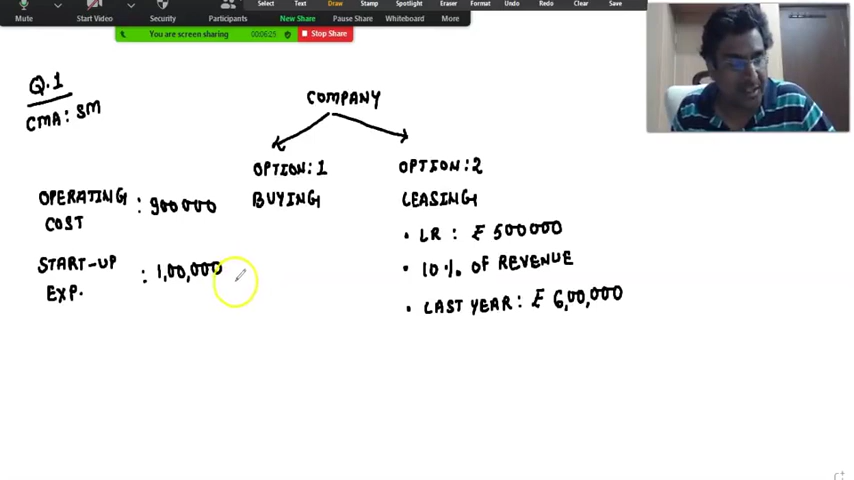 Select Text Draw Stamp Spotlight Eraser Format Undo Redo Clear Save
Mute Start Video Security Participants New Share Pause Share Whiteboard More
You are screen sharing 00:06:25 Stop Share
Q.1
CMA: SM
COMPANY
OPTION:1 OPTION:2
BUYING LEASING
OPERATING COST : 900000
START-UP EXP. : 1,00,000
• LR : ₤ 500000
• 10% OF REVENUE
• LAST YEAR: ₤ 6,00,000